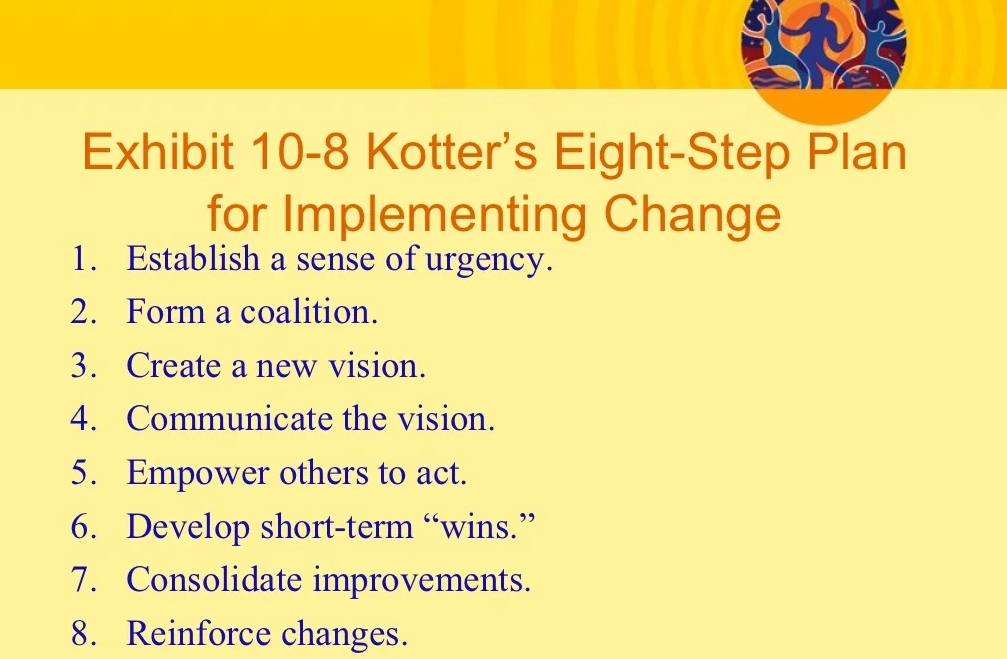 Exhibit 10-8 Kotter’s Eight-Step Plan
for Implementing Change
1. Establish a sense of urgency.
2. Form a coalition.
3. Create a new vision.
4. Communicate the vision.
5. Empower others to act.
6. Develop short-term “wins.”
7. Consolidate improvements.
8. Reinforce changes.